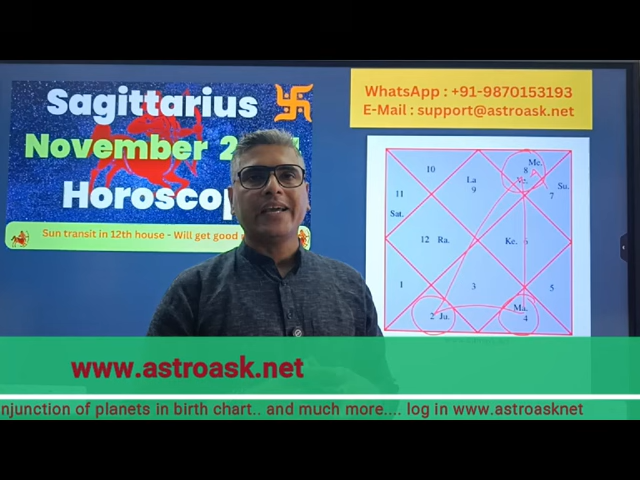 Sagittarius
November 2
Horoscop
Sun transit in 12th house - Will get good
WhatsApp : +91-9870153193
E-Mail : support@astroask.net
10
La
9
Me.
8
Ve.
Su.
7
11
Sat.
12 Ra.
Ke. 6
1
3
5
2 Ju.
Ma.
4
www.astroask.net
njunction of planets in birth chart.. and much more.... log in www.astroasknet